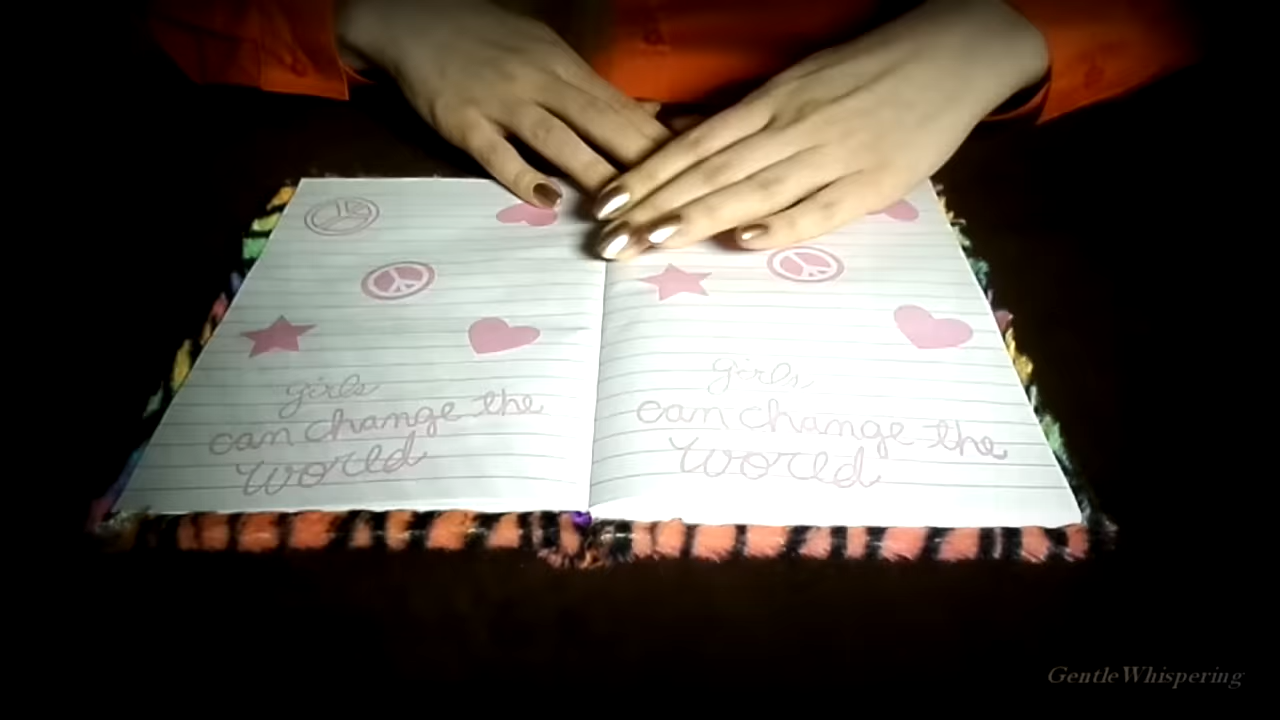 girls
can change the
world
girls
can change the
world
GentleWhispering